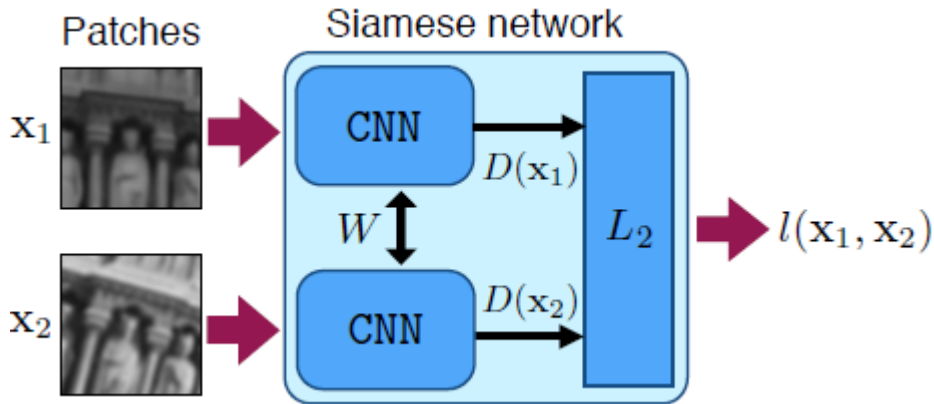 Patches
Siamese network
x₁
CNN
D(x₁)
W
L₂
l(x₁, x₂)
x₂
CNN
D(x₂)